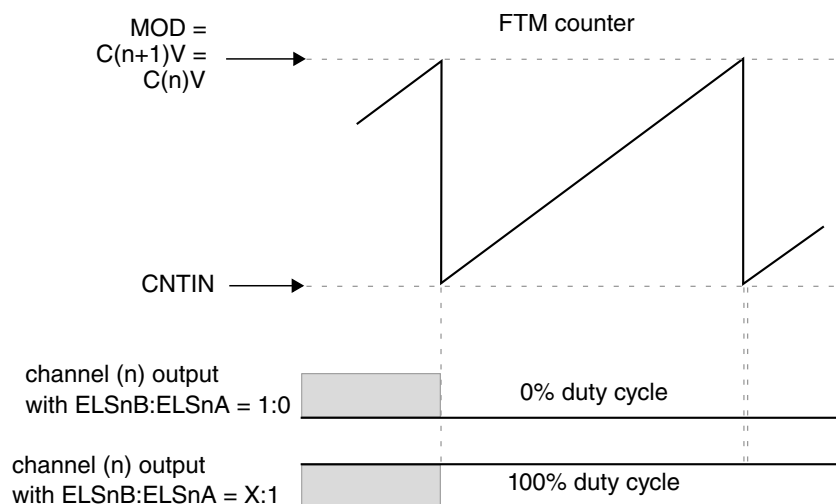 MOD =
C(n+1)V =
C(n)V
FTM counter
CNTIN
channel (n) output
with ELSnB:ELSnA = 1:0
0% duty cycle
channel (n) output
with ELSnB:ELSnA = X:1
100% duty cycle